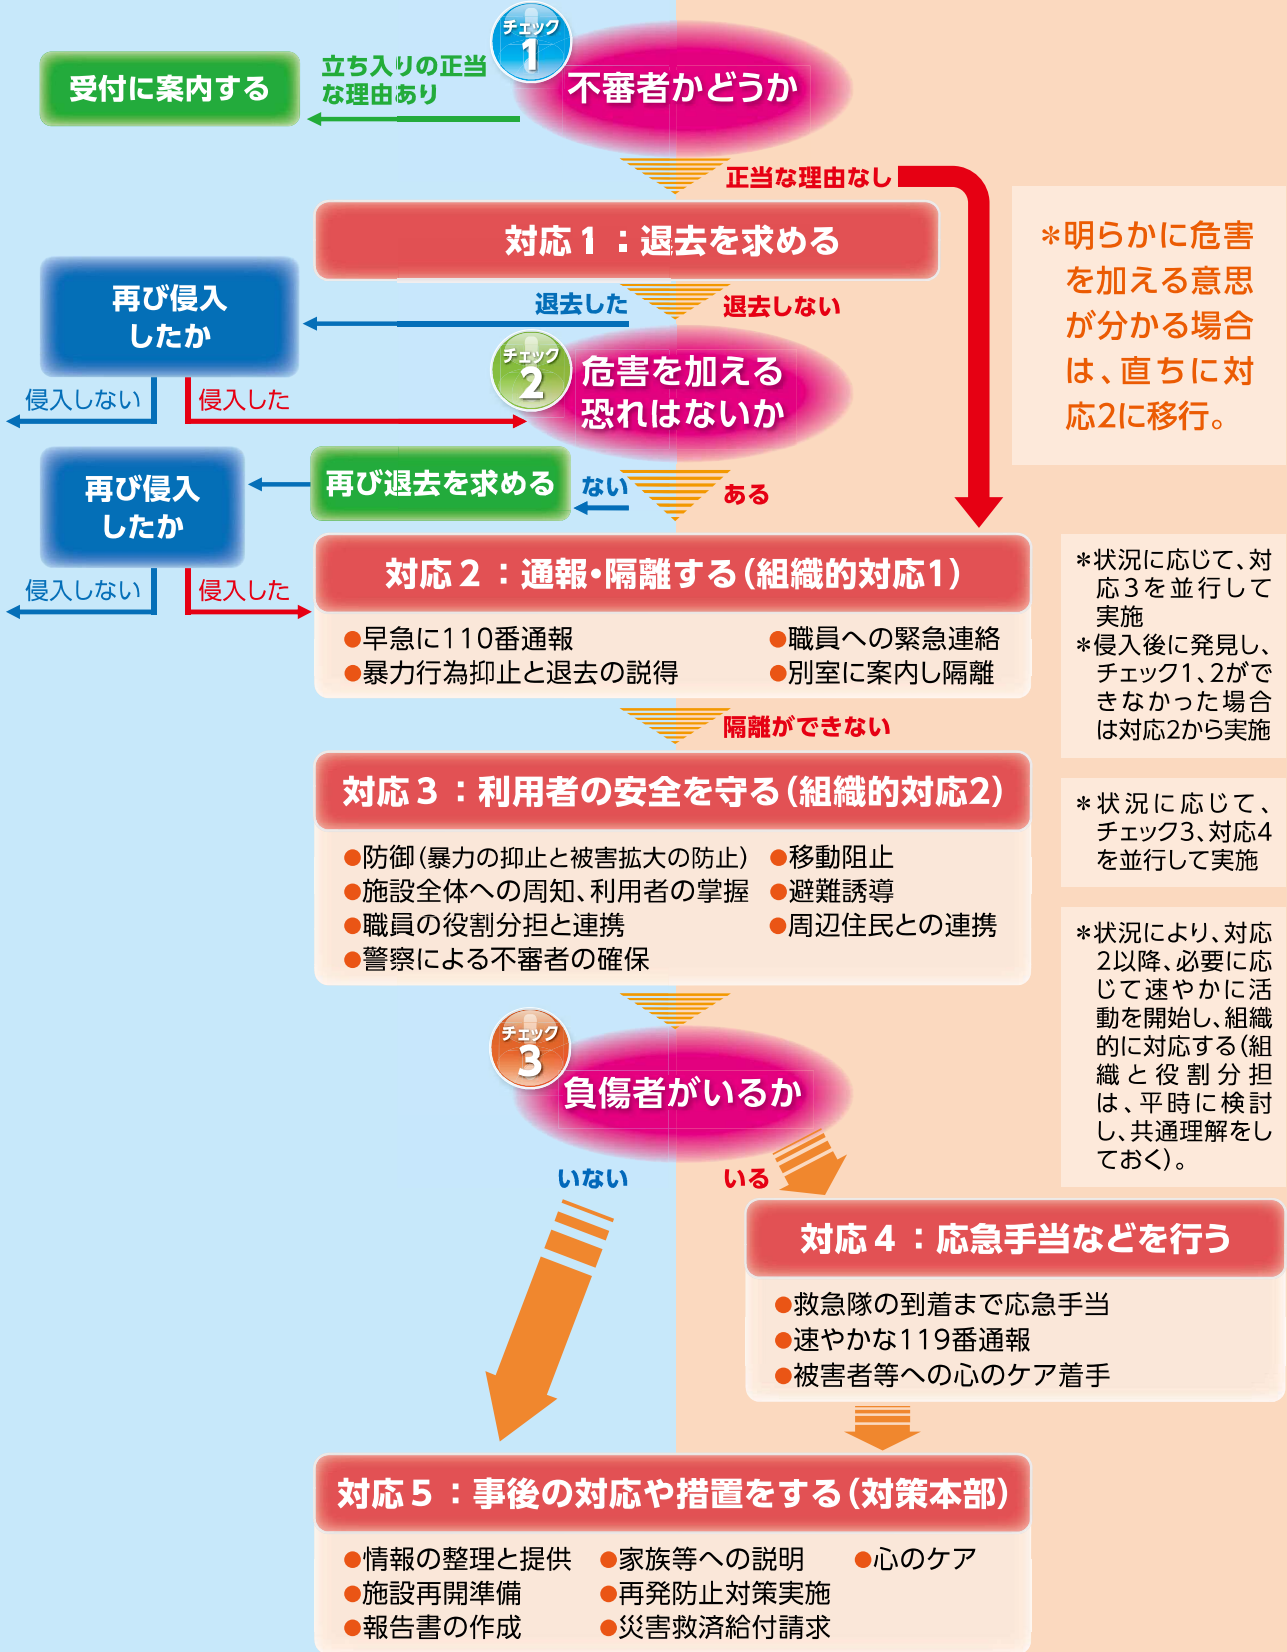 チェック
1
不審者かどうか
立ち入りの正当
な理由あり
受付に案内する
正当な理由なし
対応1：退去を求める
*明らかに危害
を加える意思
が分かる場合
は、直ちに対
応2に移行。
退去した
退去しない
再び侵入
したか
侵入しない
侵入した
チェック
2
危害を加える
恐れはないか
再び退去を求める
ない
ある
再び侵入
したか
侵入しない
侵入した
対応2：通報・隔離する（組織的対応1）
●早急に110番通報
●職員への緊急連絡
●暴力行為抑止と退去の説得
●別室に案内し隔離
*状況に応じて、対
応3を並行して
実施
*侵入後に発見し、
チェック1、2がで
きなかった場合
は対応2から実施
隔離ができない
対応3：利用者の安全を守る（組織的対応2）
●防御（暴力の抑止と被害拡大の防止）
●移動阻止
●施設全体への周知、利用者の掌握
●避難誘導
●職員の役割分担と連携
●周辺住民との連携
●警察による不審者の確保
*状況に応じて、
チェック3、対応4
を並行して実施
*状況により、対応
2以降、必要に応
じて速やかに活
動を開始し、組織
的に対応する（組
織と役割分担
は、平時に検討
し、共通理解をし
ておく）。
チェック
3
負傷者がいるか
いない
いる
対応4：応急手当などを行う
●救急隊の到着まで応急手当
●速やかな119番通報
●被害者等への心のケア着手
対応5：事後の対応や措置をする（対策本部）
●情報の整理と提供
●家族等への説明
●心のケア
●施設再開準備
●再発防止対策実施
●報告書の作成
●災害救済給付請求